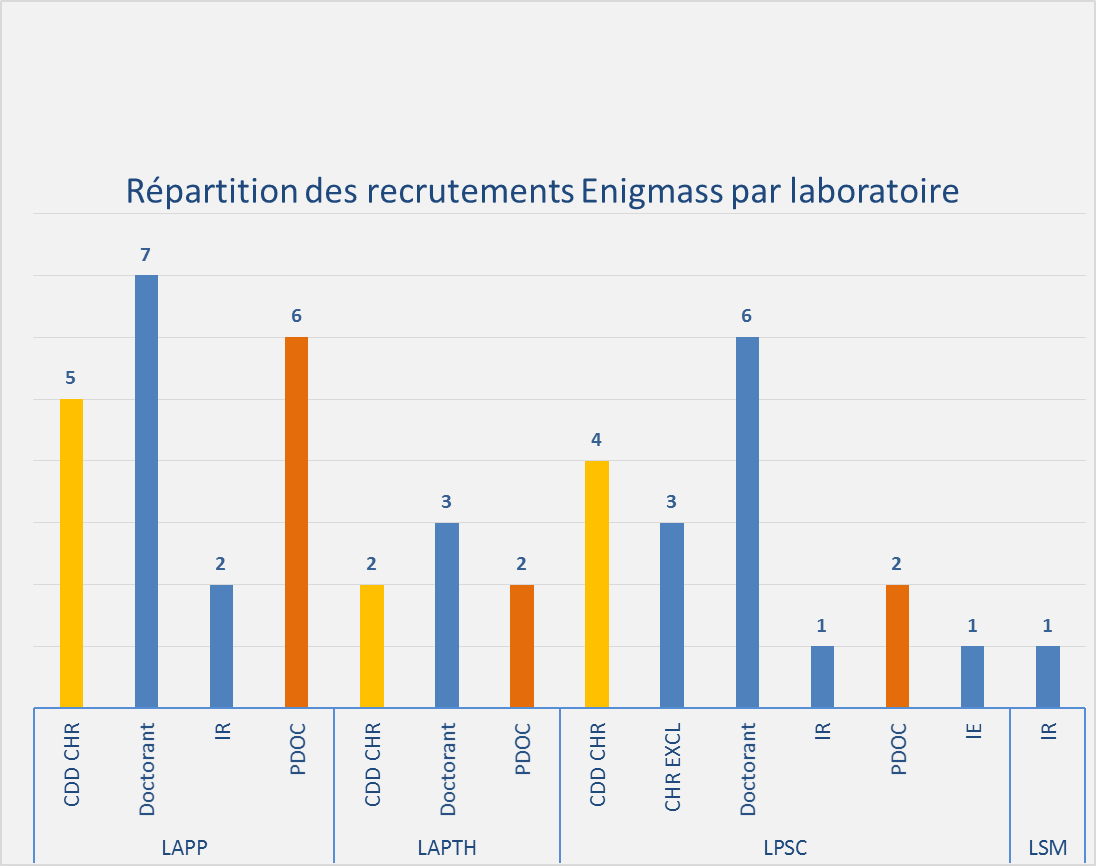 Répartition des recrutements Enigmass par laboratoire
7
6
6
5
4
3
3
2
2
2
2
1
1
1
CDD CHR
Doctorant
IR
PDOC
CDD CHR
Doctorant
PDOC
CDD CHR
CHR EXCL
Doctorant
IR
PDOC
IE
IR
LAPP
LAPTH
LPSC
LSM